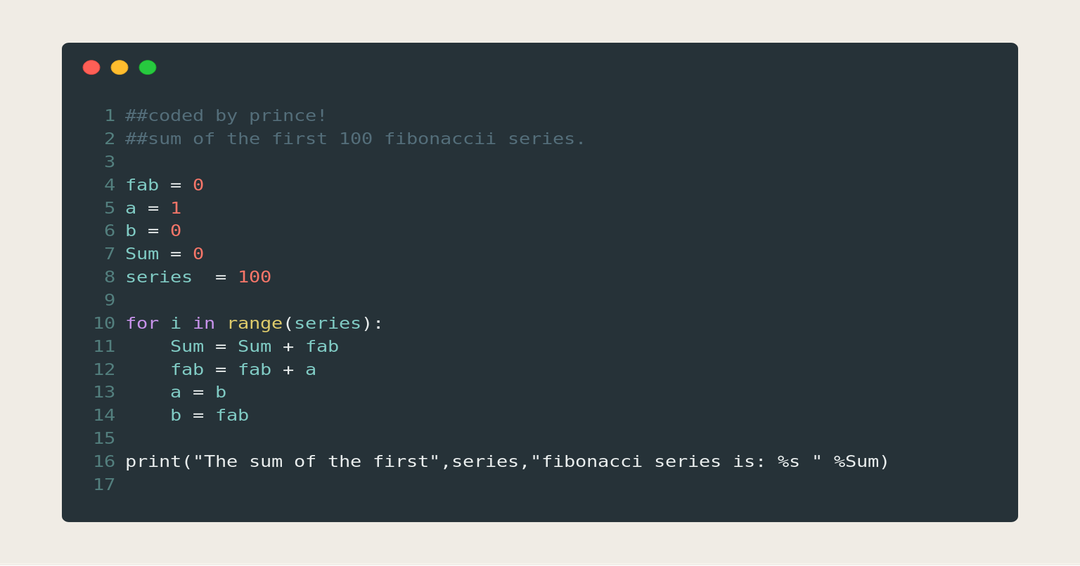 1 ##coded by prince!
2 ##sum of the first 100 fibonaccii series.
3
4 fab = 0
5 a = 1
6 b = 0
7 Sum = 0
8 series  = 100
9
10 for i in range(series):
11     Sum = Sum + fab
12     fab = fab + a
13     a = b
14     b = fab
15
16 print("The sum of the first",series,"fibonacci series is: %s " %Sum)
17